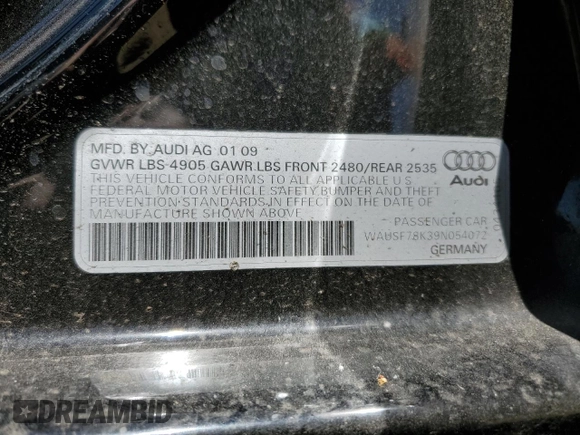 MFD. BY AUDI AG 01 09
GVWR LBS-4905 GAWR.LBS FRONT 2480/REAR 2535
THIS VEHICLE CONFORMS TO ALL APPLICABLE U S
FEDERAL MOTOR VEHICLE SAFETY BUMPER AND THEFT
PREVENTION STANDARDS IN EFFECT ON THE DATE OF
MANUFACTURE SHOWN ABOVE
Audi
PASSENGER CAR
WAUSF78K39N054072
GERMANY
DREAMBID